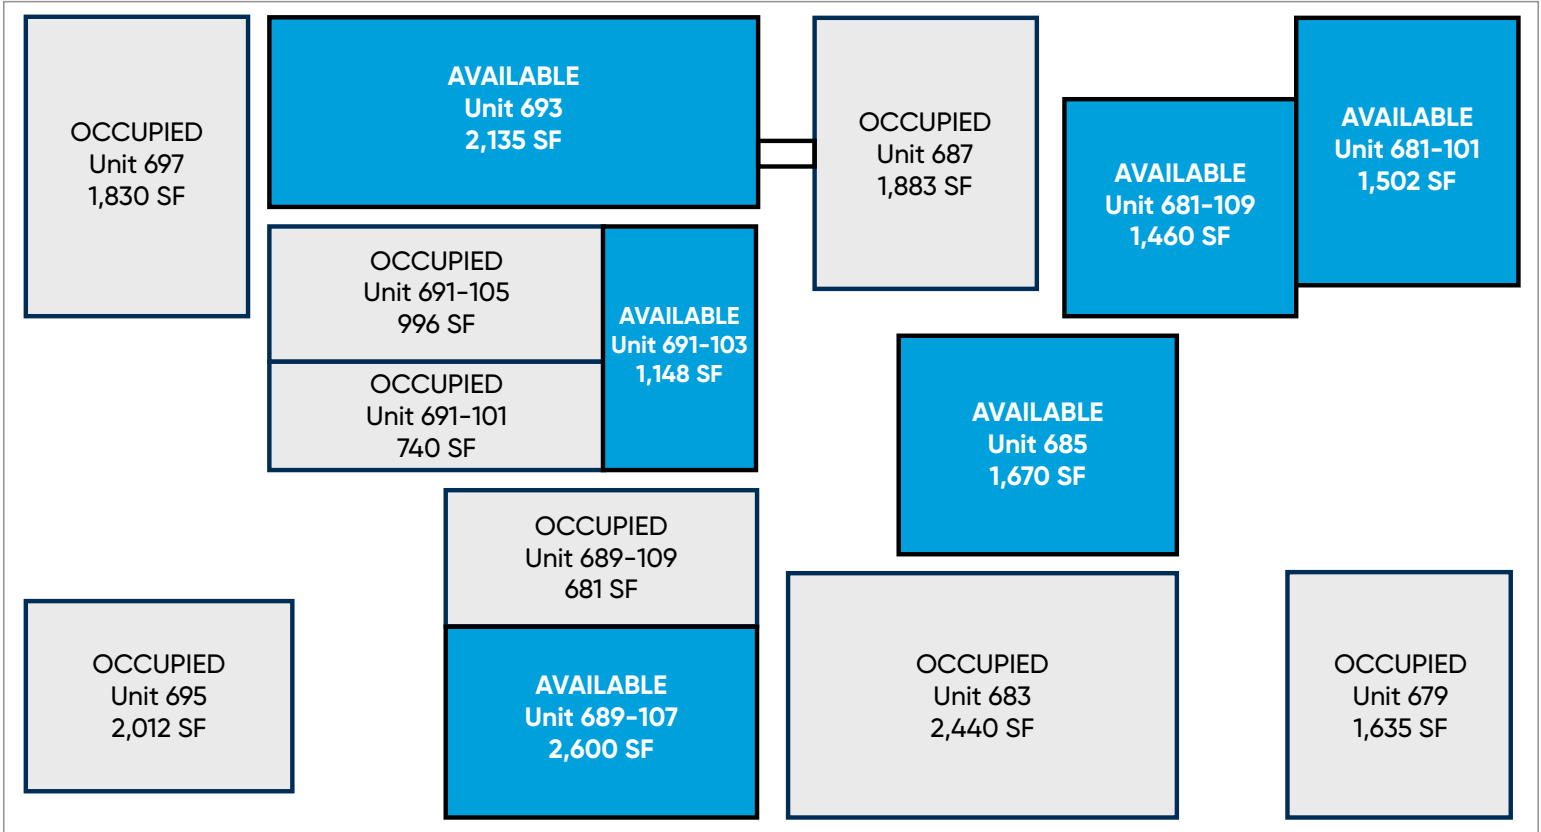 OCCUPIED
Unit 697
1,830 SF
AVAILABLE
Unit 693
2,135 SF
OCCUPIED
Unit 687
1,883 SF
AVAILABLE
Unit 681-109
1,460 SF
AVAILABLE
Unit 681-101
1,502 SF
OCCUPIED
Unit 691-105
996 SF
OCCUPIED
Unit 691-101
740 SF
AVAILABLE
Unit 691-103
1,148 SF
AVAILABLE
Unit 685
1,670 SF
OCCUPIED
Unit 689-109
681 SF
OCCUPIED
Unit 695
2,012 SF
AVAILABLE
Unit 689-107
2,600 SF
OCCUPIED
Unit 683
2,440 SF
OCCUPIED
Unit 679
1,635 SF